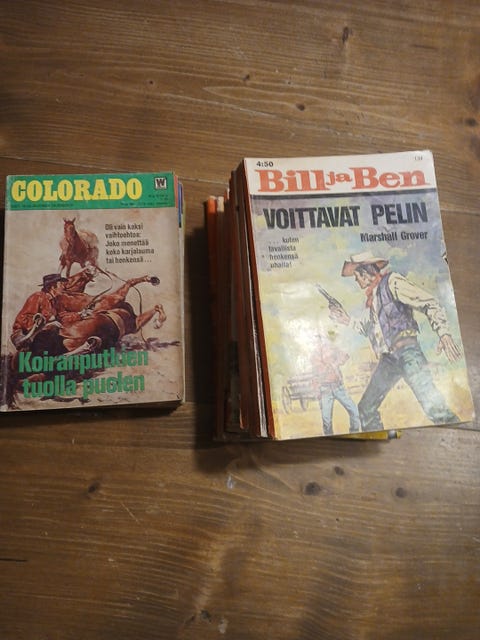 COLORADO
W
Oli vain kaksi
vaihtoehtoa:
Joko menettää
koko karjalauma
tai henkensä...
Koiranputkien
tuolla puolen
4:50
Bill ja Ben
VOITTAVAT PELIN
Marshall Grover
... kuten
tavallista
henkensä
uhalla!